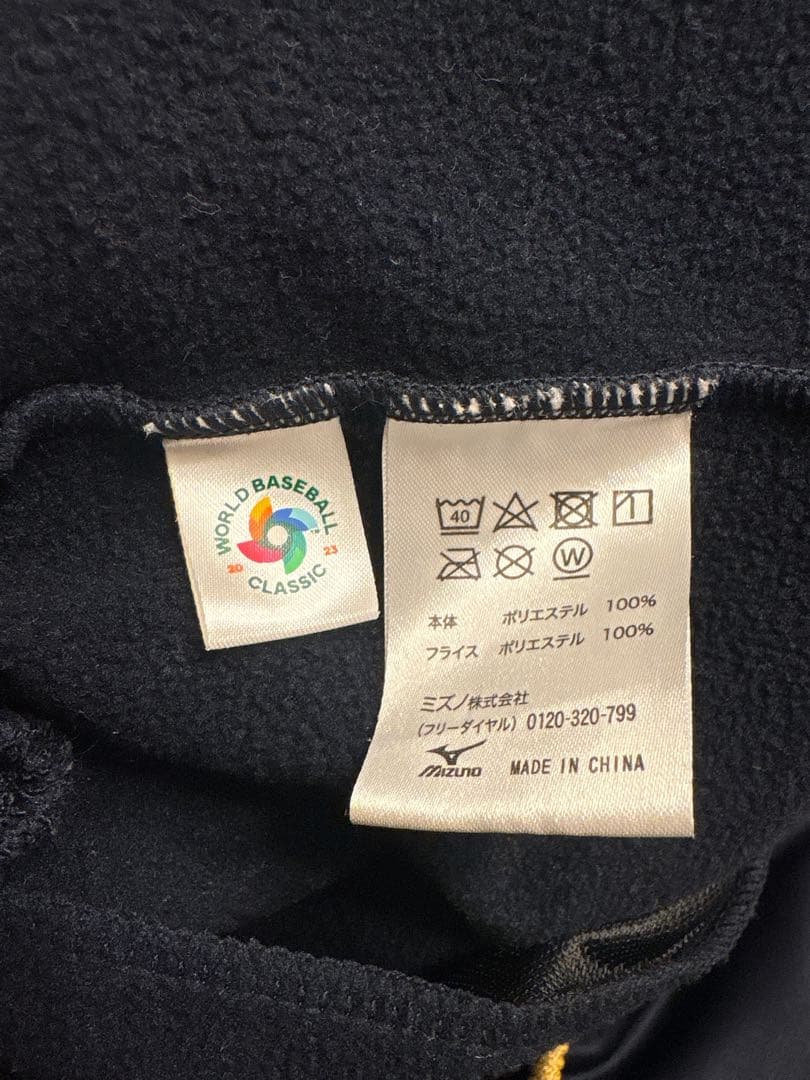 WORLD BASEBALL
20 23
CLASSIC
40
W
本体 ポリエステル 100%
フライス ポリエステル 100%
ミズノ株式会社
(フリーダイヤル) 0120-320-799
MIZUNO MADE IN CHINA